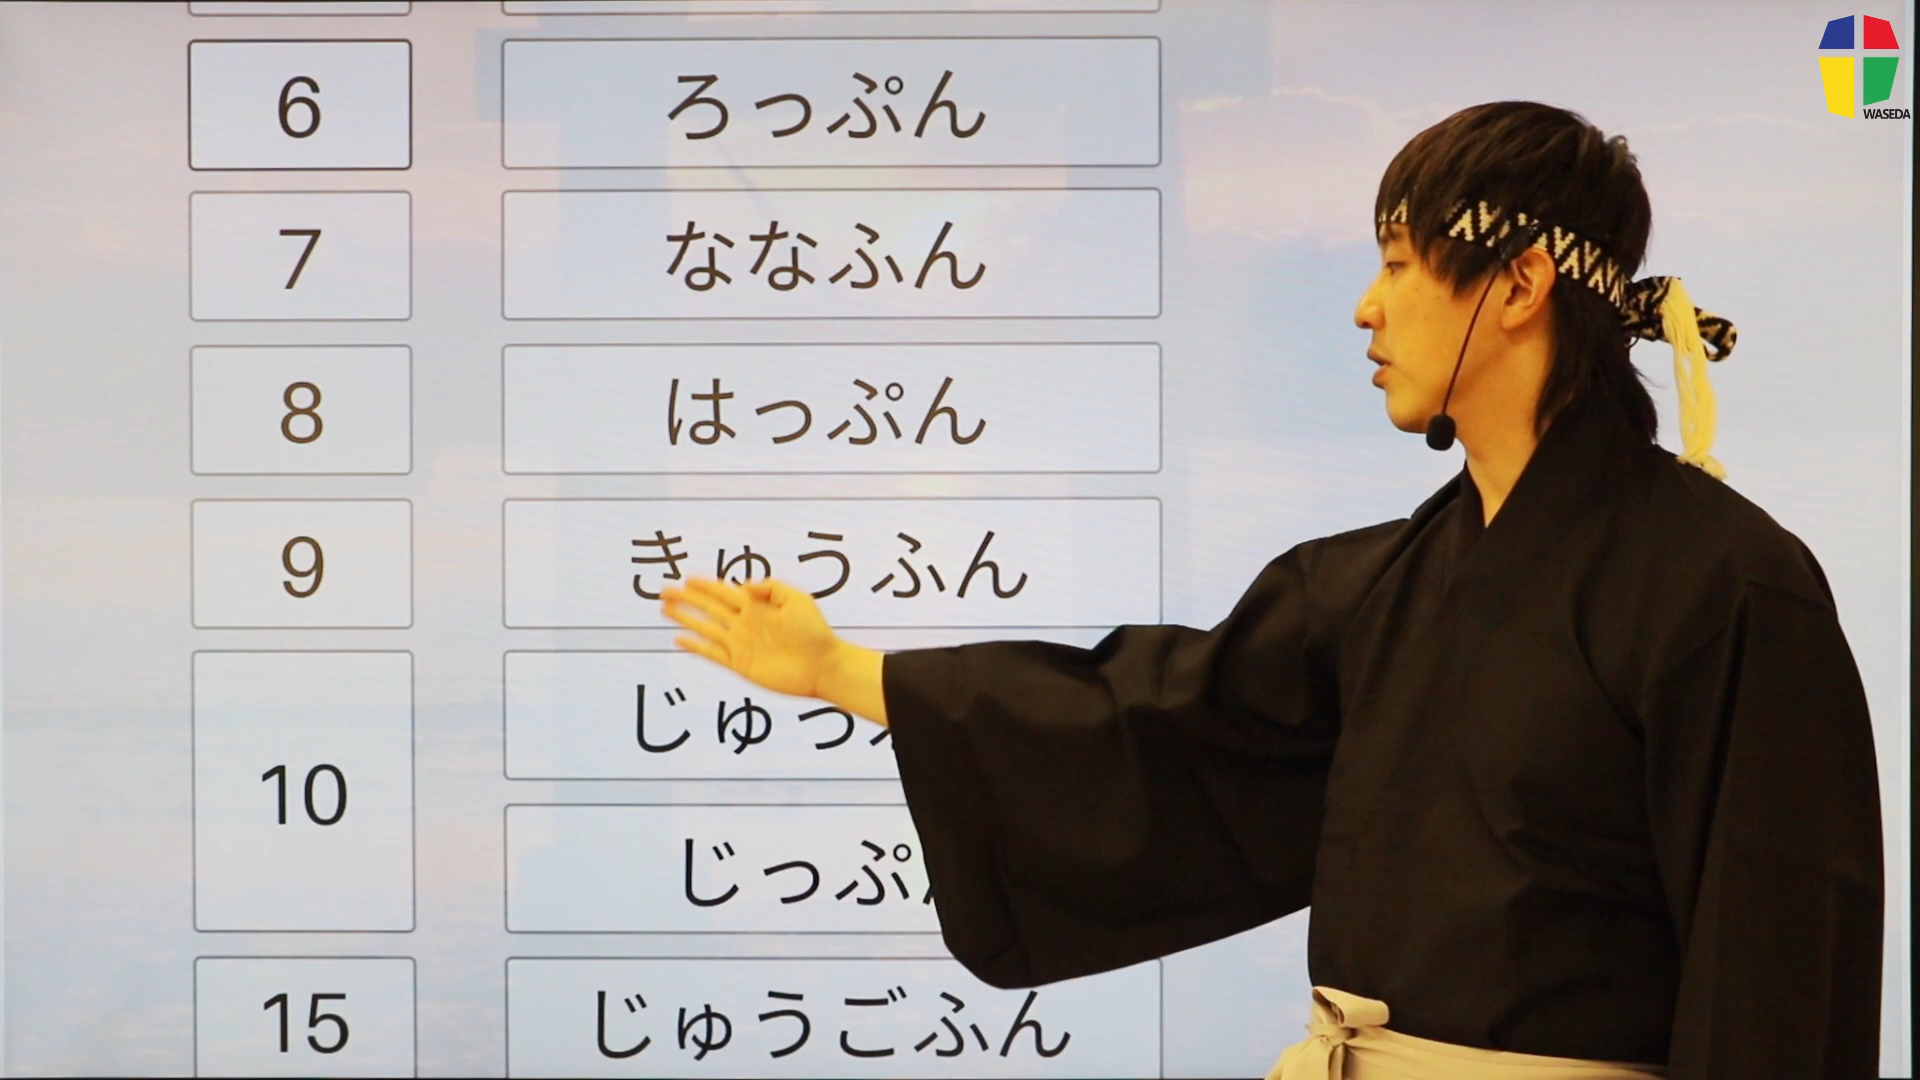 6 ろっぷん
7 ななふん
8 はっぷん
9 きゅうふん
10
じゅっ
じっぷ
15 じゅうごふん
WASEDA